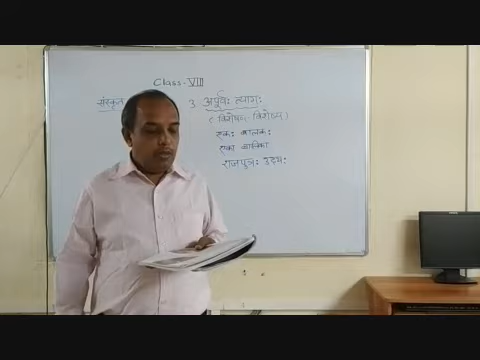 Class - VIII
संस्कृत 3. अपूर्वः त्यागः
(विशेषण - विशेष्य)
एकः बालकः
एका बालिका
राजपुत्रः उदयः